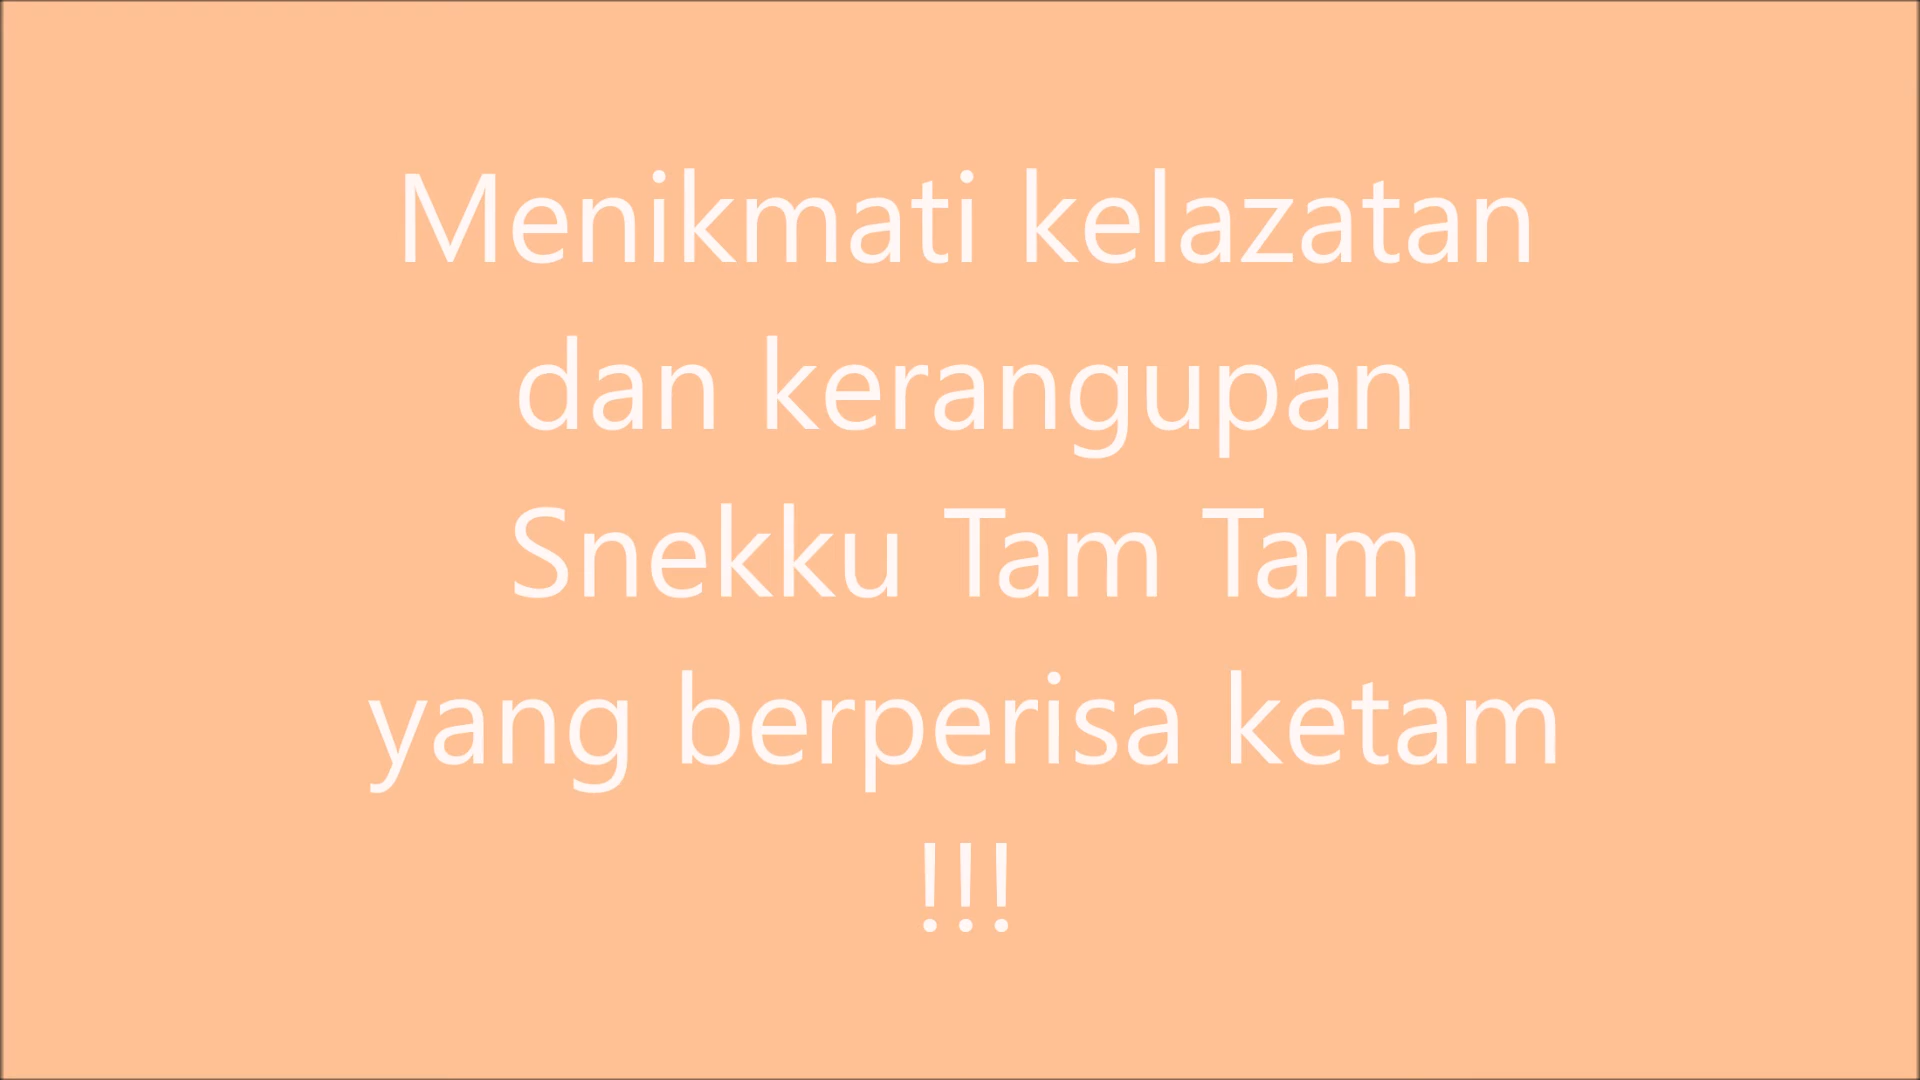 Menikmati kelazatan
dan kerangupan
Snekku Tam Tam
yang berperisa ketam
!!!